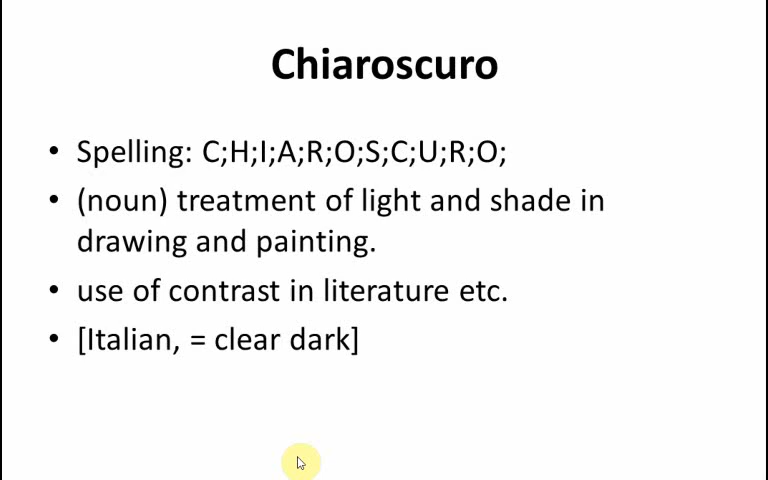 Chiaroscuro
• Spelling: C;H;I;A;R;O;S;C;U;R;O;
• (noun) treatment of light and shade in
drawing and painting.
• use of contrast in literature etc.
• [Italian, = clear dark]